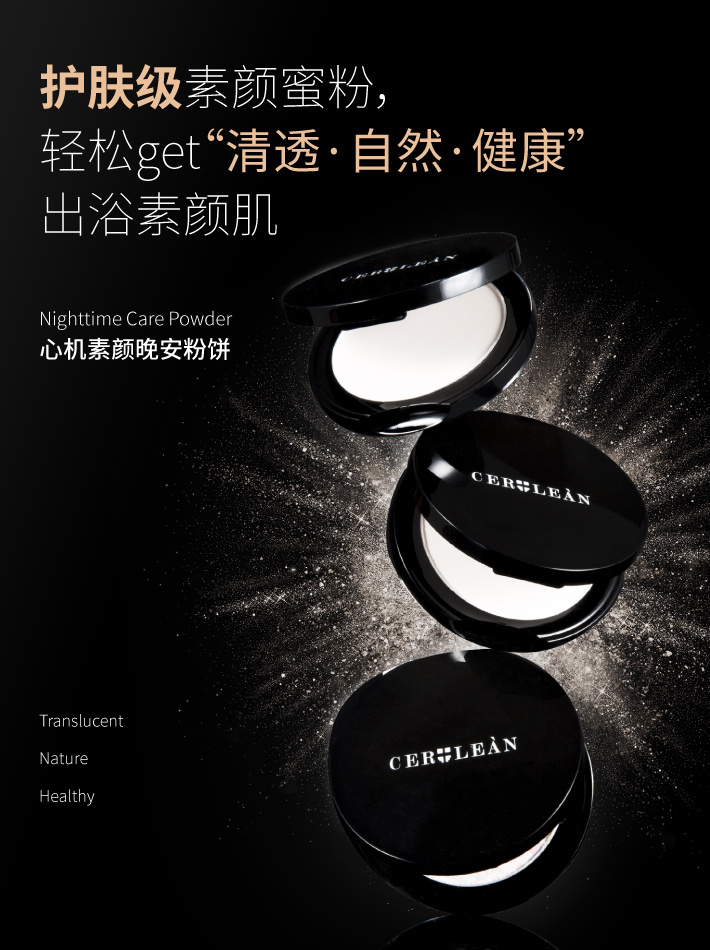 护肤级素颜蜜粉，
轻松get“清透·自然·健康”
出浴素颜肌
CERULEÀN
Nighttime Care Powder
心机素颜晚安粉饼
CERULEÀN
Translucent
CERULEÀN
Nature
Healthy